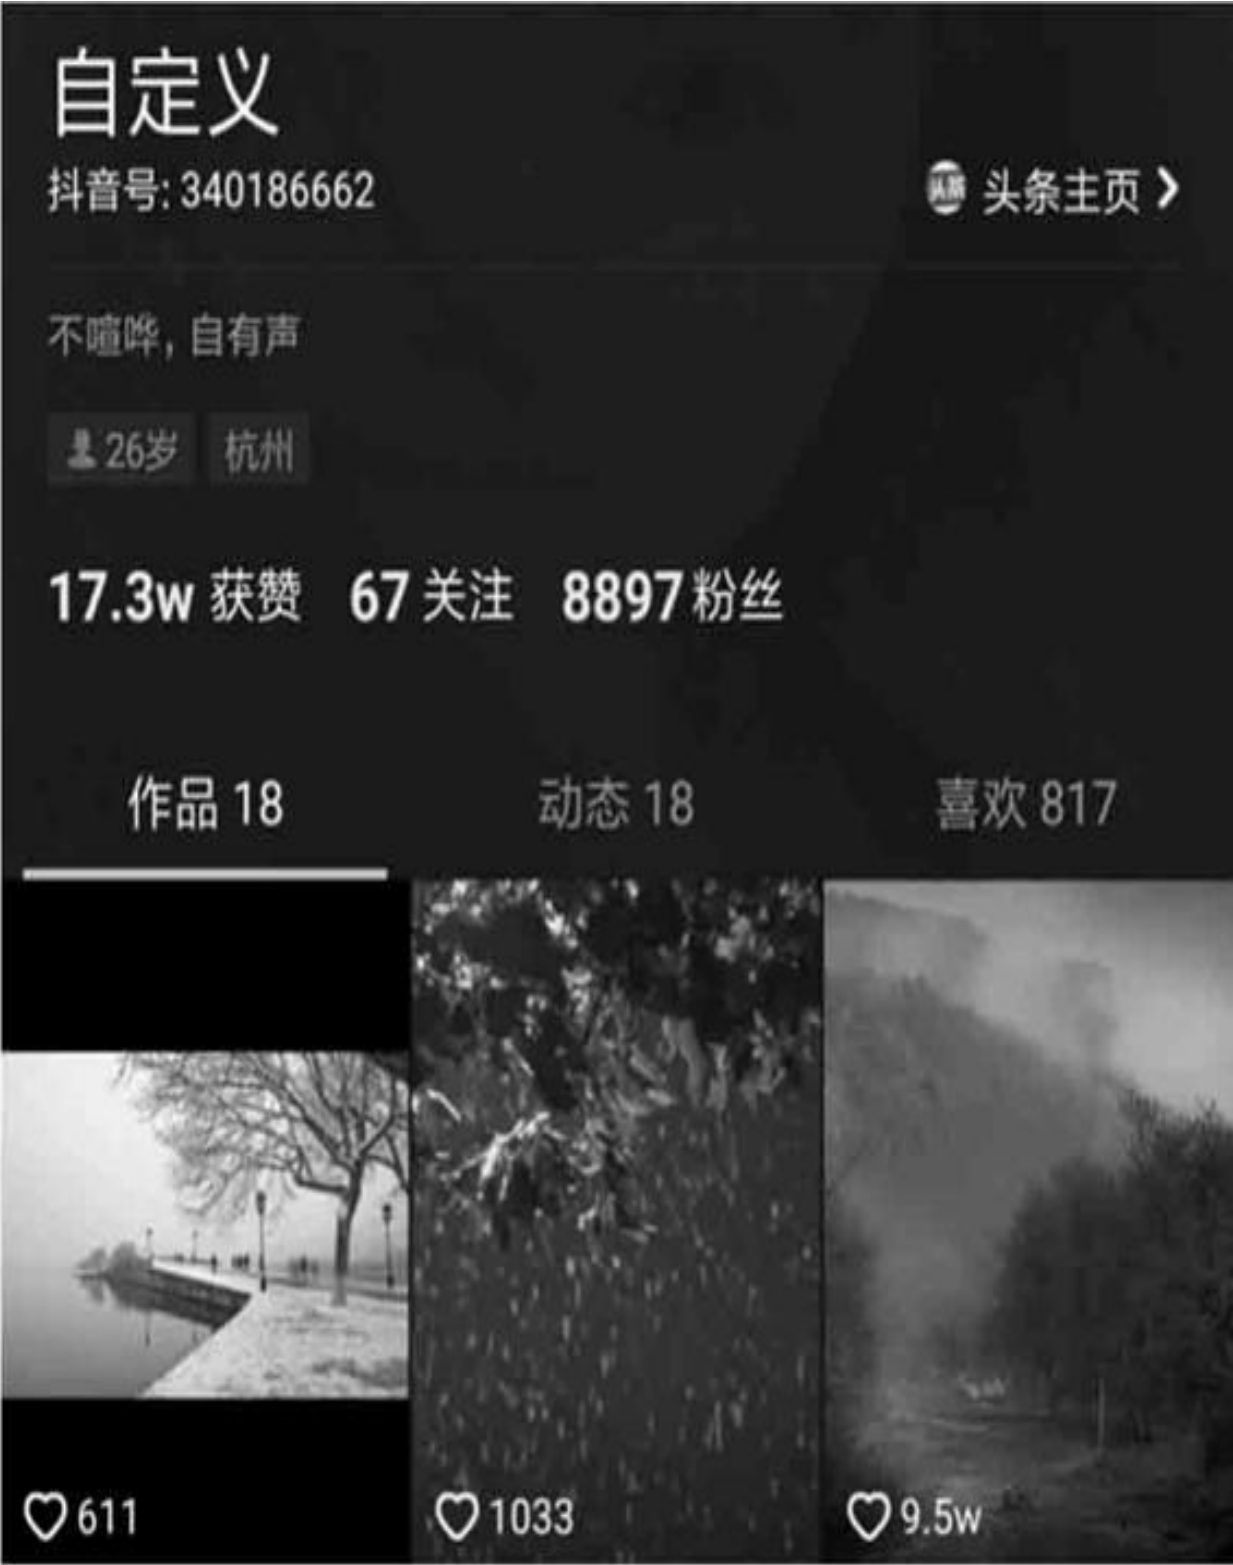 自定义
抖音号: 340186662
头条 头条主页
不喧哗, 自有声
26岁 杭州
17.3w 获赞 67 关注 8897 粉丝
作品 18 动态 18 喜欢 817
611 1033 9.5w